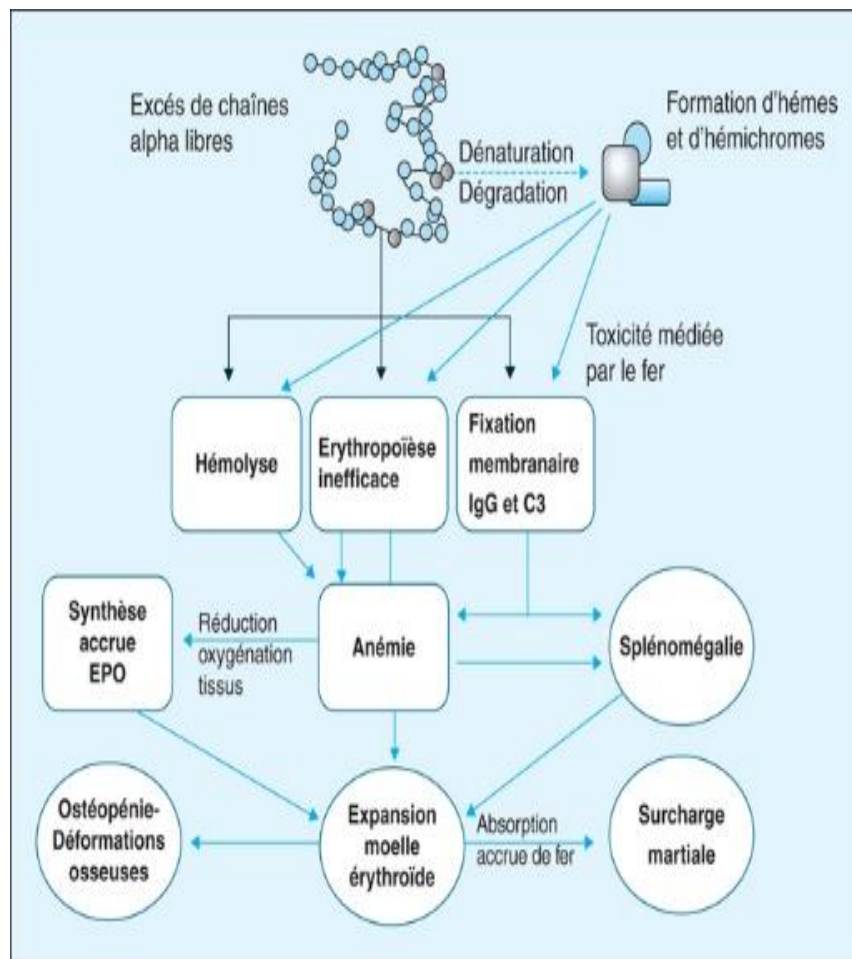 Excés de chaînes
alpha libres
Formation d'hémes
et d'hémichromes
Dénaturation
Dégradation
Toxicité médiée
par le fer
Hémolyse
Erythropoïèse
inefficace
Fixation
membranaire
IgG et C3
Synthèse
accrue
EPO
Réduction
oxygénation
tissus
Anémie
Splénomégalie
Ostéopénie-
Déformations
osseuses
Expansion
moelle
érythroïde
Absorption
accrue de fer
Surcharge
martiale